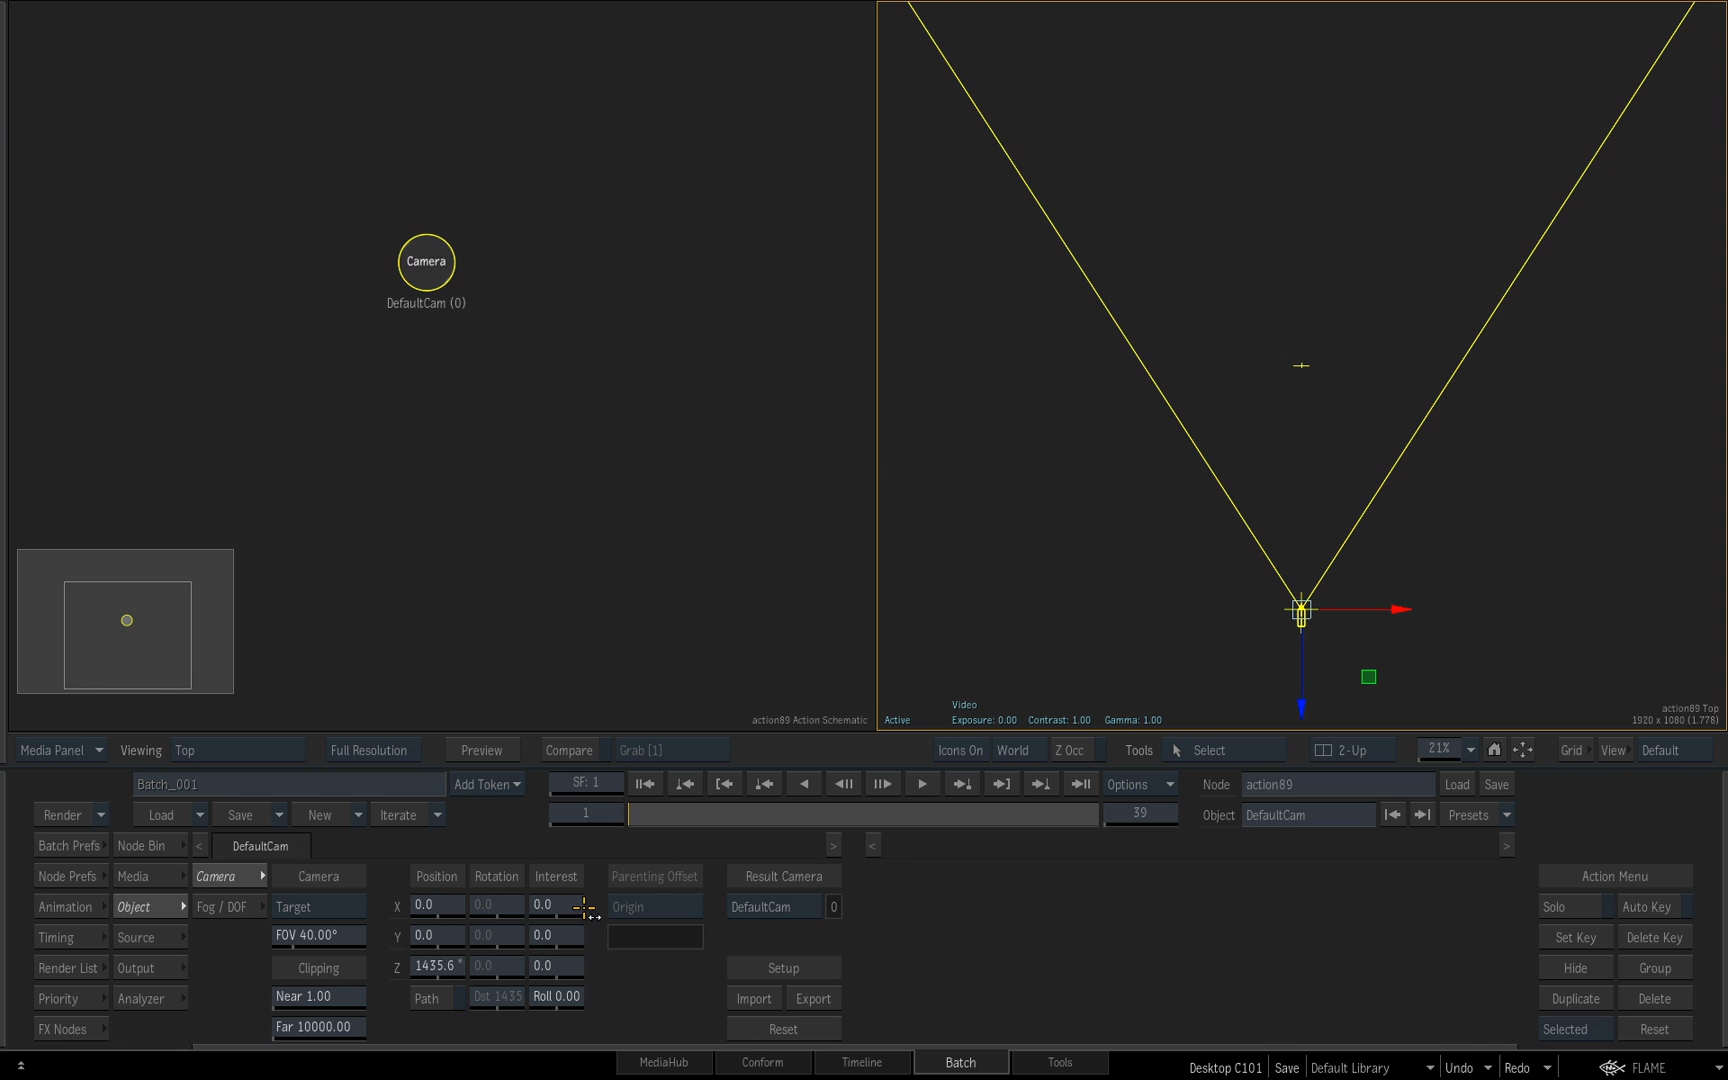 Camera
DefaultCam (0)
action89 Action Schematic
Video
Active Exposure: 0.00 Contrast: 1.00 Gamma: 1.00
action89 Top
1920 x 1080 (1.778)
Media Panel Viewing Top Full Resolution Preview Compare Grab [1] Icons On World Z Occ Tools Select 2-Up 21% Grid View Default
Batch_001 Add Token SF: 1 Options Node action89 Load Save
Render Load Save New Iterate 1 39 Object DefaultCam Presets
Batch Prefs Node Bin < DefaultCam > < >
Node Prefs Media Camera Camera Position Rotation Interest Parenting Offset Result Camera Action Menu
Animation Object Fog / DOF Target X 0.0 0.0 0.0 Origin DefaultCam 0 Solo Auto Key
Timing Source FOV 40.00° Y 0.0 0.0 0.0 Set Key Delete Key
Render List Output Clipping Z 1435.6 * 0.0 0.0 Setup Hide Group
Priority Analyzer Near 1.00 Path Dst 1435 Roll 0.00 Import Export Duplicate Delete
FX Nodes Far 10000.00 Reset Selected Reset
MediaHub Conform Timeline Batch Tools Desktop C101 Save Default Library Undo Redo FLAME